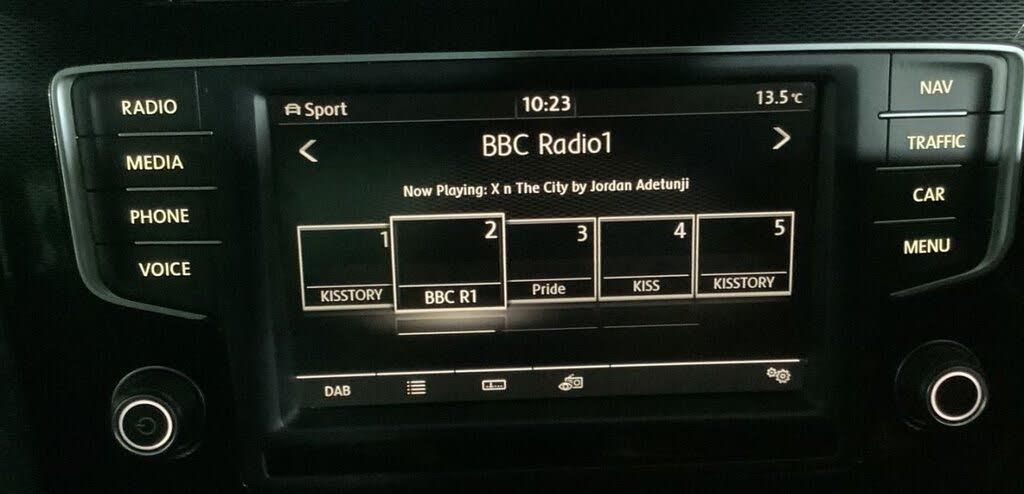 RADIO
MEDIA
PHONE
VOICE
Sport 10:23 13.5°C
BBC Radio1
Now Playing: X n The City by Jordan Adetunji
1 2 3 4 5
KISSTORY BBC R1 Pride KISS KISSTORY
DAB
NAV
TRAFFIC
CAR
MENU